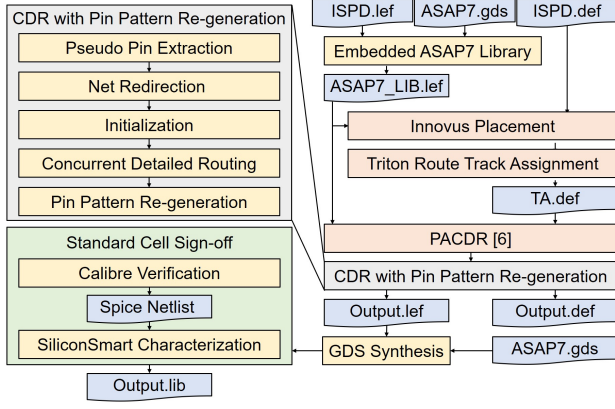 CDR with Pin Pattern Re-generation
Pseudo Pin Extraction
Net Redirection
Initialization
Concurrent Detailed Routing
Pin Pattern Re-generation
Standard Cell Sign-off
Calibre Verification
Spice Netlist
SiliconSmart Characterization
Output.lib
ISPD.lef
ASAP7.gds
ISPD.def
Embedded ASAP7 Library
ASAP7_LIB.lef
Innovus Placement
Triton Route Track Assignment
TA.def
PACDR [6]
CDR with Pin Pattern Re-generation
Output.lef
Output.def
GDS Synthesis
ASAP7.gds